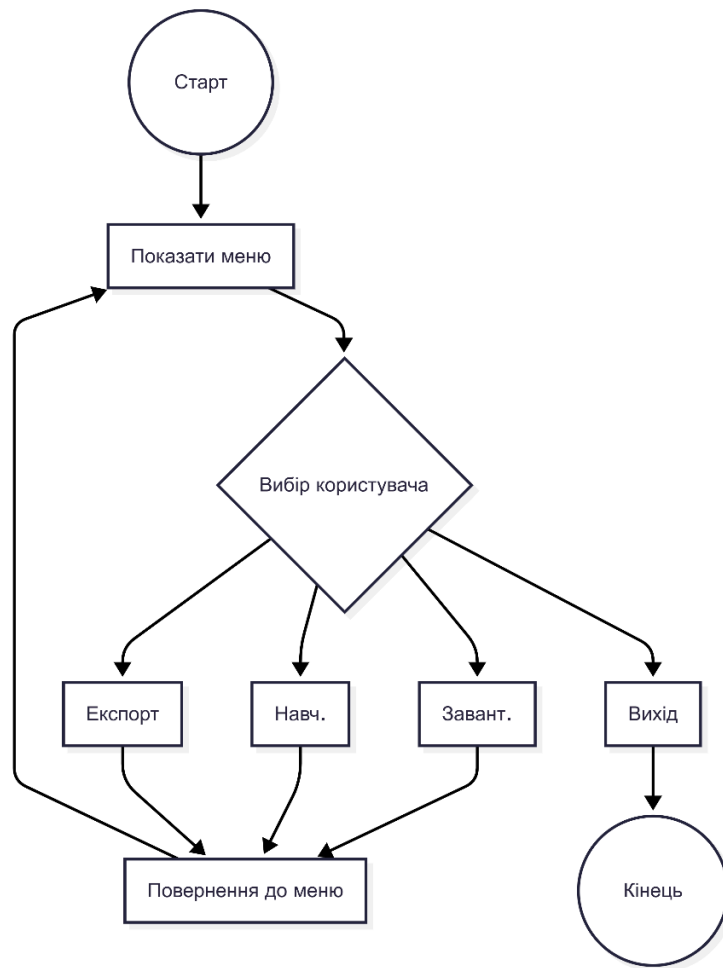 Старт
Показати меню
Вибір користувача
Експорт
Навч.
Завант.
Вихід
Повернення до меню
Кінець